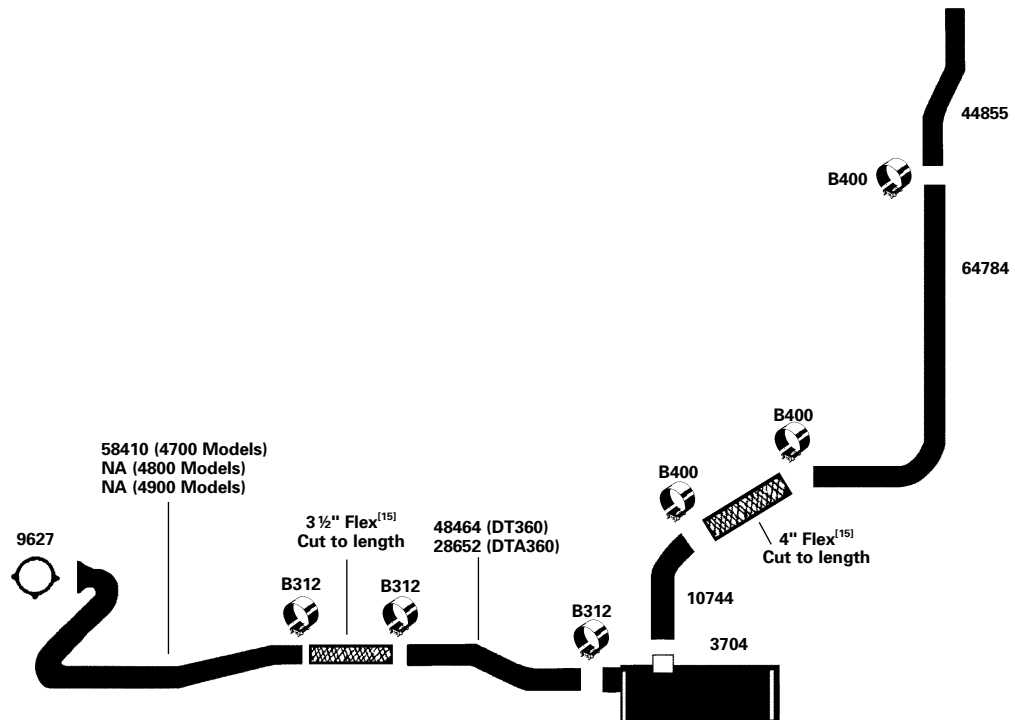 44855
B400
64784
B400
58410 (4700 Models)
NA (4800 Models)
NA (4900 Models)
B400
3 ½" Flex[15]
Cut to length
48464 (DT360)
28652 (DTA360)
4" Flex[15]
Cut to length
9627
B312
B312
10744
B312
3704